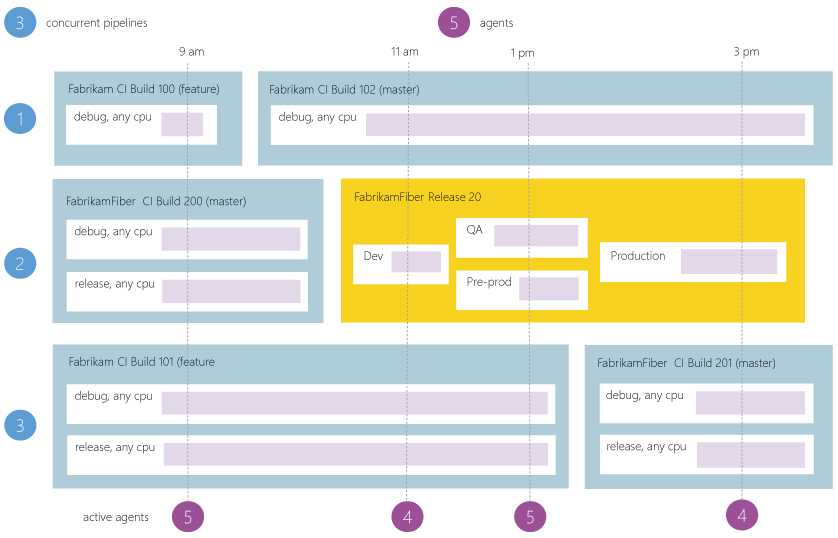 3 concurrent pipelines
5 agents
9 am
11 am
1 pm
3 pm
1
Fabrikam CI Build 100 (feature)
debug, any cpu
Fabrikam CI Build 102 (master)
debug, any cpu
2
FabrikamFiber CI Build 200 (master)
debug, any cpu
release, any cpu
FabrikamFiber Release 20
Dev
QA
Pre-prod
Production
3
Fabrikam CI Build 101 (feature
debug, any cpu
release, any cpu
FabrikamFiber CI Build 201 (master)
debug, any cpu
release, any cpu
active agents
5
4
5
4